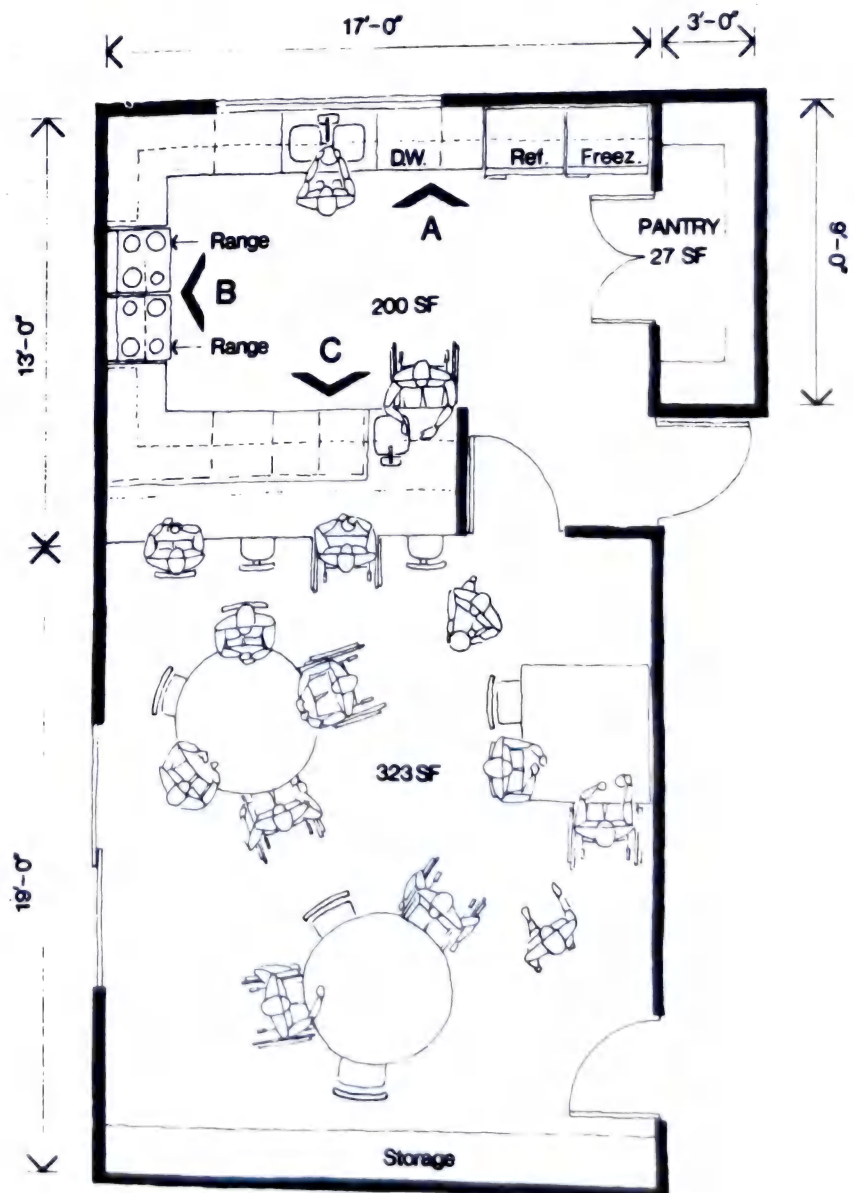 17'-0"
3'-0"
D.W.
Ref.
Freez.
A
PANTRY
27 SF
9'-0"
Range
B
200 SF
Range
C
13'-0"
323 SF
19'-0"
Storage